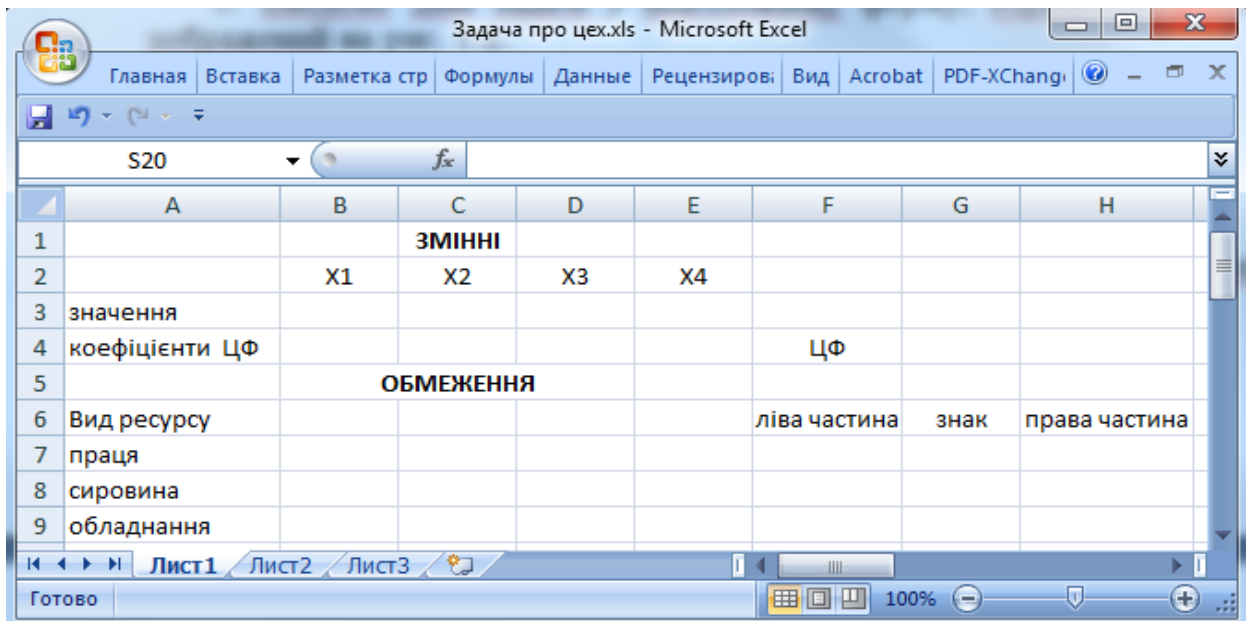 Задача про цех.xls - Microsoft Excel
Главная Вставка Разметка стр Формулы Данные Рецензирова Вид Acrobat PDF-XChang
S20 fx
A B C D E F G H
1 ЗМІННІ
2 X1 X2 X3 X4
3 значення
4 коефіцієнти ЦФ ЦФ
5 ОБМЕЖЕННЯ
6 Вид ресурсу ліва частина знак права частина
7 праця
8 сировина
9 обладнання
Лист1 Лист2 Лист3
Готово 100%